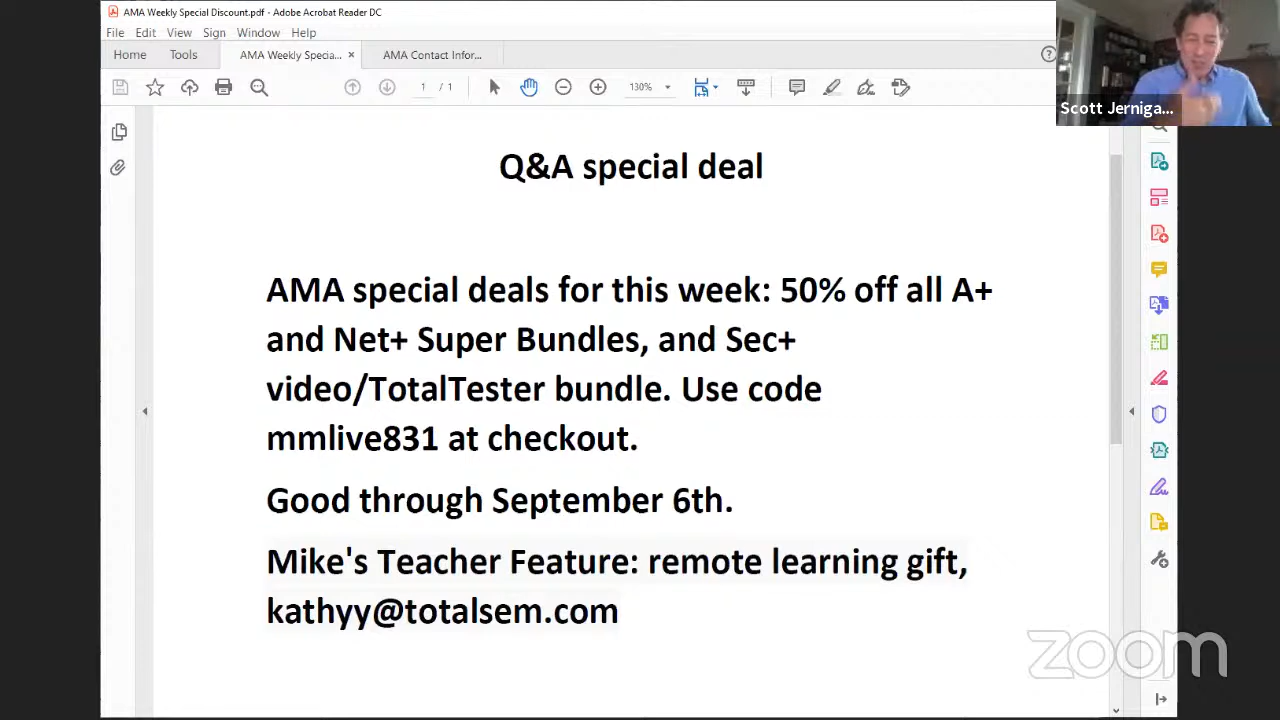 AMA Weekly Special Discount.pdf - Adobe Acrobat Reader DC
File Edit View Sign Window Help
Home Tools AMA Weekly Specia... × AMA Contact Infor...
1 / 1 130%
Scott Jerniga...
Q&A special deal
AMA special deals for this week: 50% off all A+
and Net+ Super Bundles, and Sec+
video/TotalTester bundle. Use code
mmlive831 at checkout.
Good through September 6th.
Mike's Teacher Feature: remote learning gift,
kathyy@totalsem.com
zoom